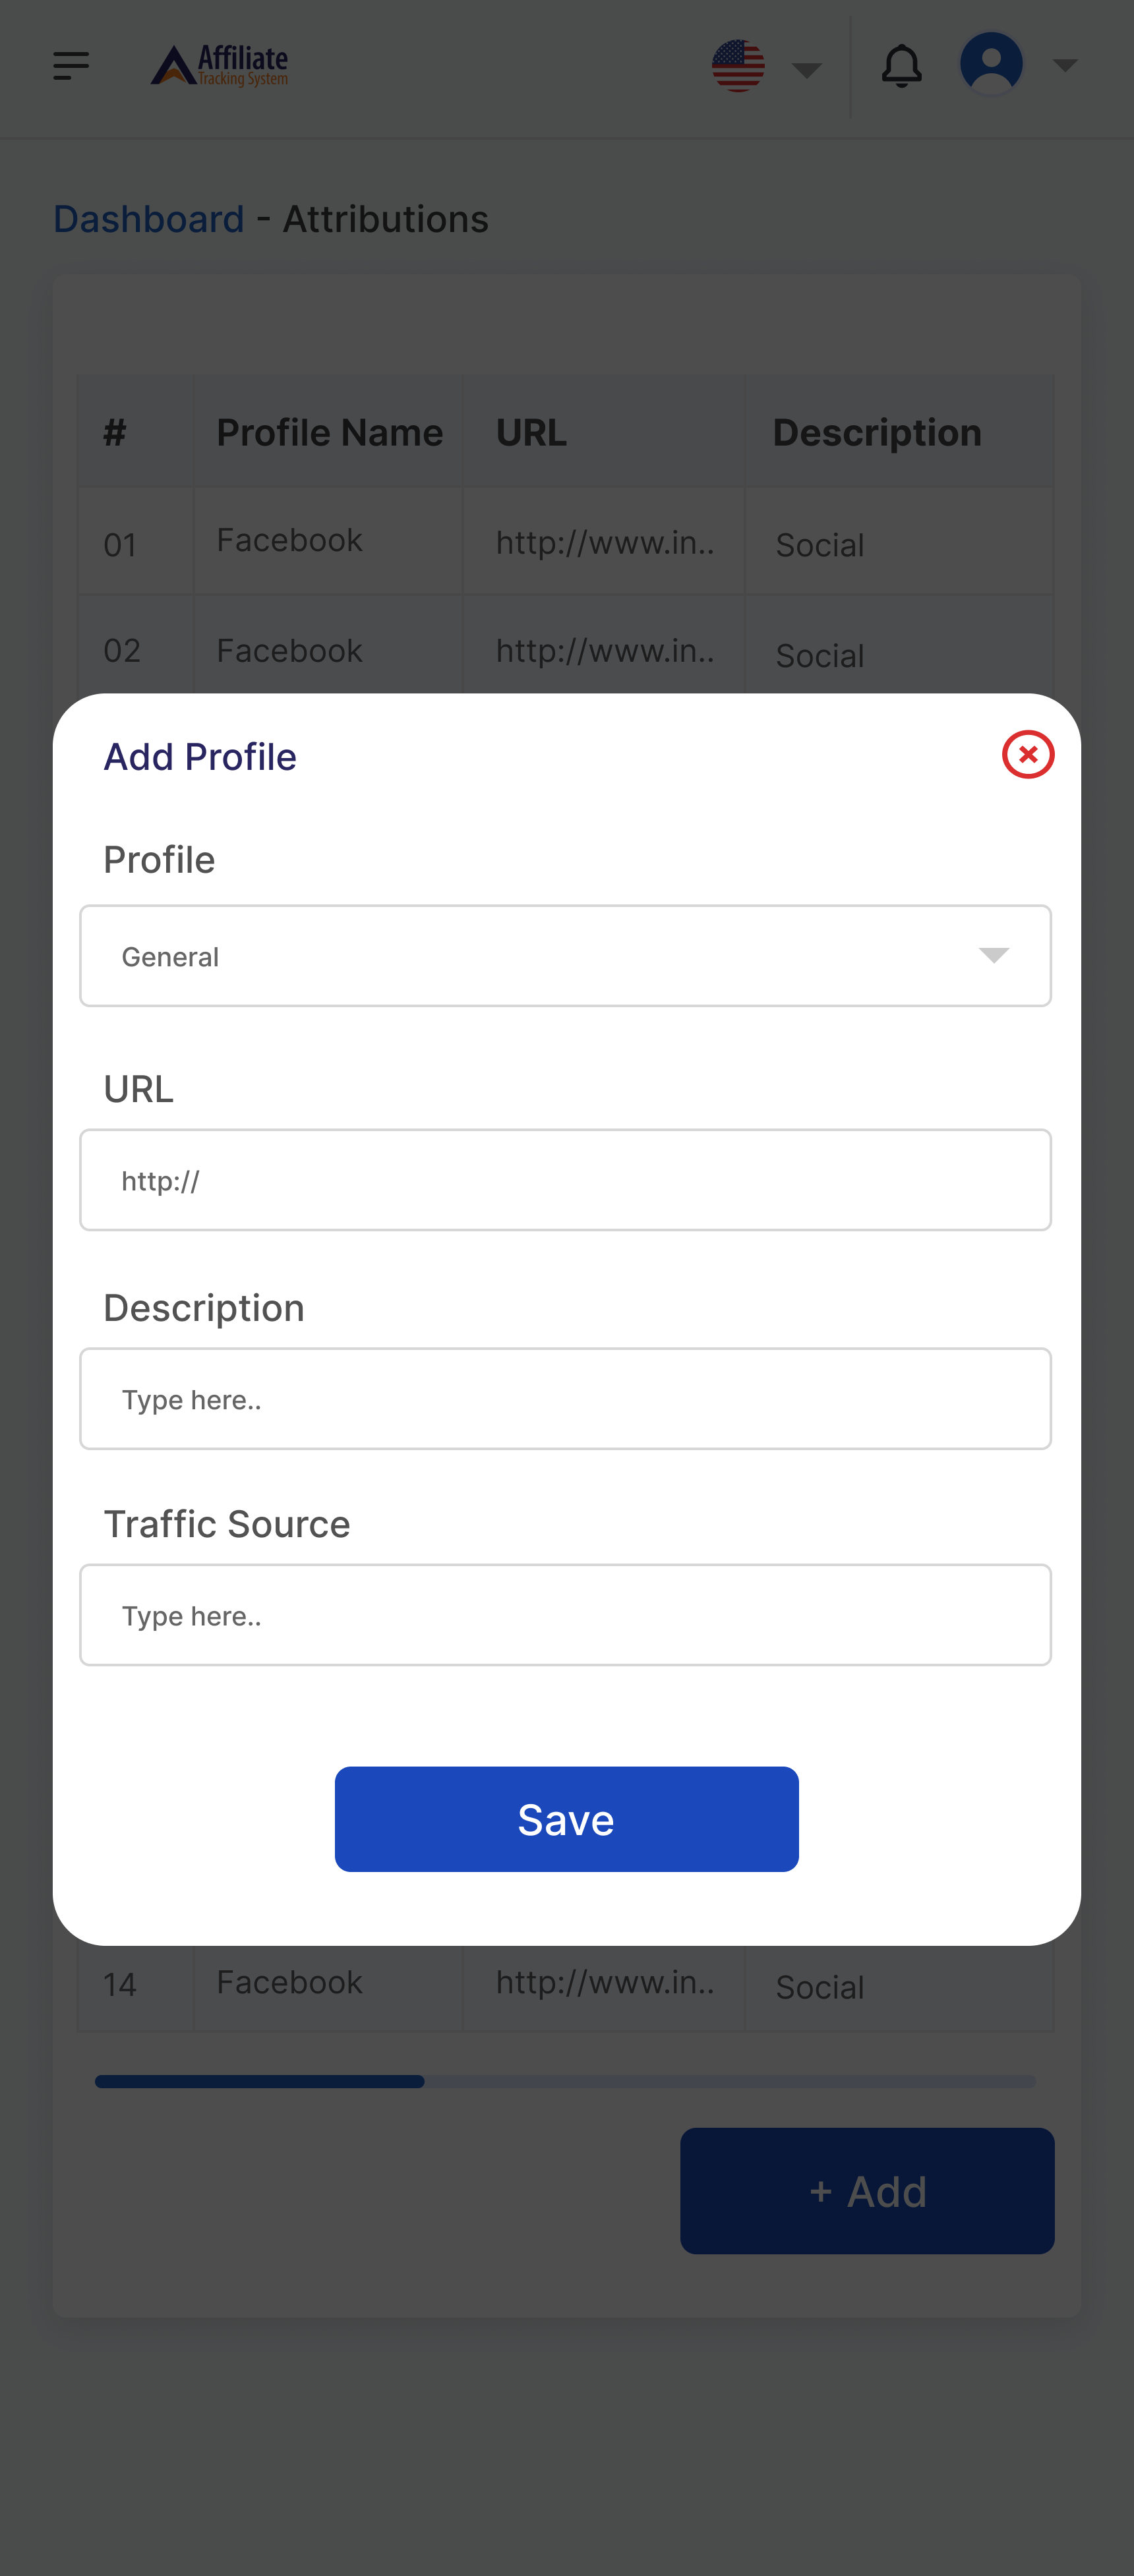 Affiliate
Tracking System
Dashboard - Attributions
# Profile Name URL Description
01 Facebook http://www.in.. Social
02 Facebook http://www.in.. Social
Add Profile
Profile
General
URL
http://
Description
Type here..
Traffic Source
Type here..
Save
14 Facebook http://www.in.. Social
+ Add